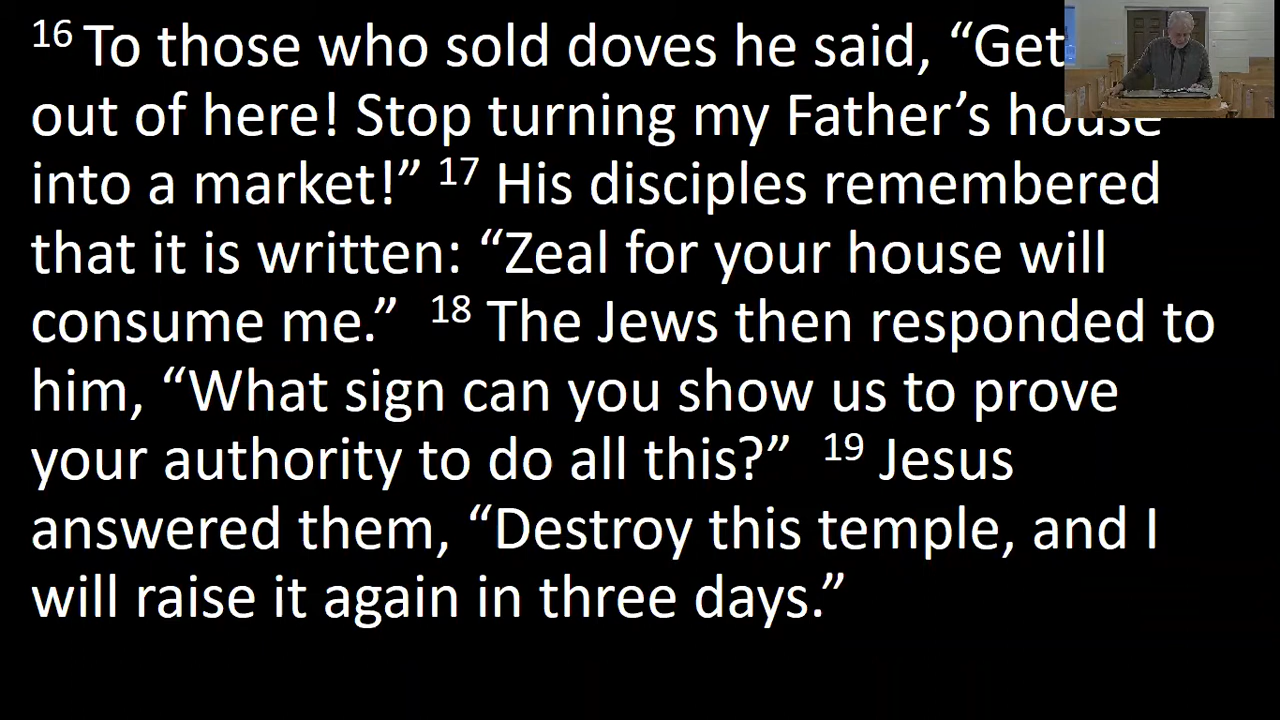 16 To those who sold doves he said, “Get
out of here! Stop turning my Father’s house
into a market!” 17 His disciples remembered
that it is written: “Zeal for your house will
consume me.” 18 The Jews then responded to
him, “What sign can you show us to prove
your authority to do all this?” 19 Jesus
answered them, “Destroy this temple, and I
will raise it again in three days.”